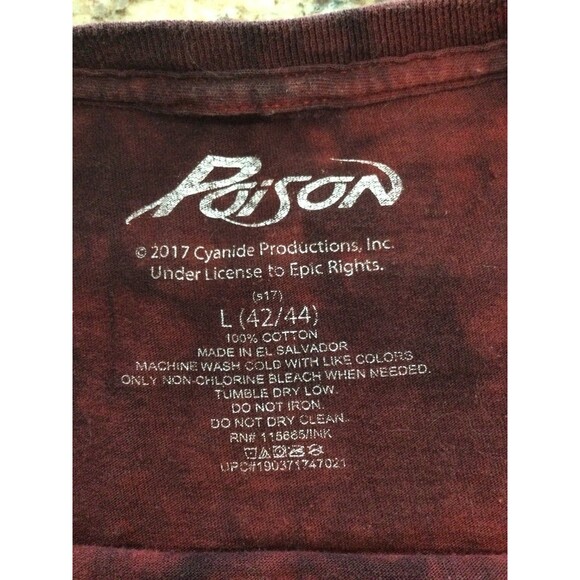 Poison
© 2017 Cyanide Productions, Inc.
Under License to Epic Rights.
(s17)
L (42/44)
100% COTTON
MADE IN EL SALVADOR
MACHINE WASH COLD WITH LIKE COLORS
ONLY NON-CHLORINE BLEACH WHEN NEEDED.
TUMBLE DRY LOW.
DO NOT IRON
DO NOT DRY CLEAN.
RN# 115665/INK
UPC#190371747021